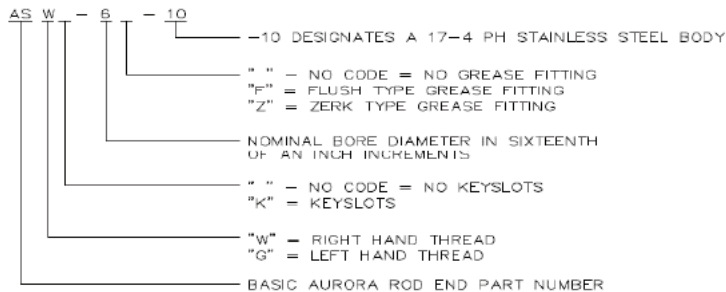 AS W _ - 6 _ - 10
-10 DESIGNATES A 17-4 PH STAINLESS STEEL BODY
" " - NO CODE = NO GREASE FITTING
"F" = FLUSH TYPE GREASE FITTING
"Z" = ZERK TYPE GREASE FITTING
NOMINAL BORE DIAMETER IN SIXTEENTH
OF AN INCH INCREMENTS
" " - NO CODE = NO KEYSLOTS
"K" = KEYSLOTS
"W" - RIGHT HAND THREAD
"G" = LEFT HAND THREAD
BASIC AURORA ROD END PART NUMBER